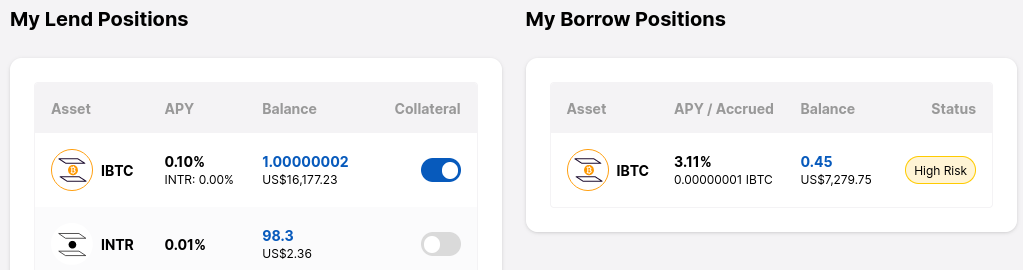 My Lend Positions
Asset APY Balance Collateral
IBTC 0.10% 1.00000002
INTR: 0.00% US$16,177.23
INTR 0.01% 98.3
US$2.36
My Borrow Positions
Asset APY / Accrued Balance Status
IBTC 3.11% 0.45 High Risk
0.00000001 IBTC US$7,279.75